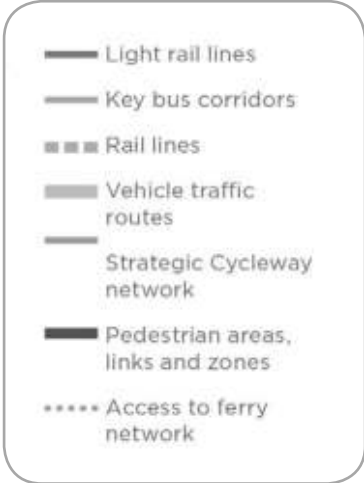 Light rail lines
Key bus corridors
Rail lines
Vehicle traffic
routes
Strategic Cycleway
network
Pedestrian areas,
links and zones
Access to ferry
network